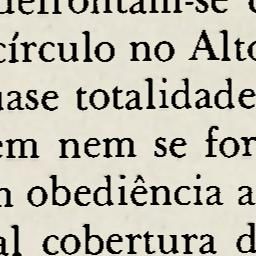 defrontam-se
círculo no Alto
uase totalidade
em nem se for
obediência a
al cobertura d